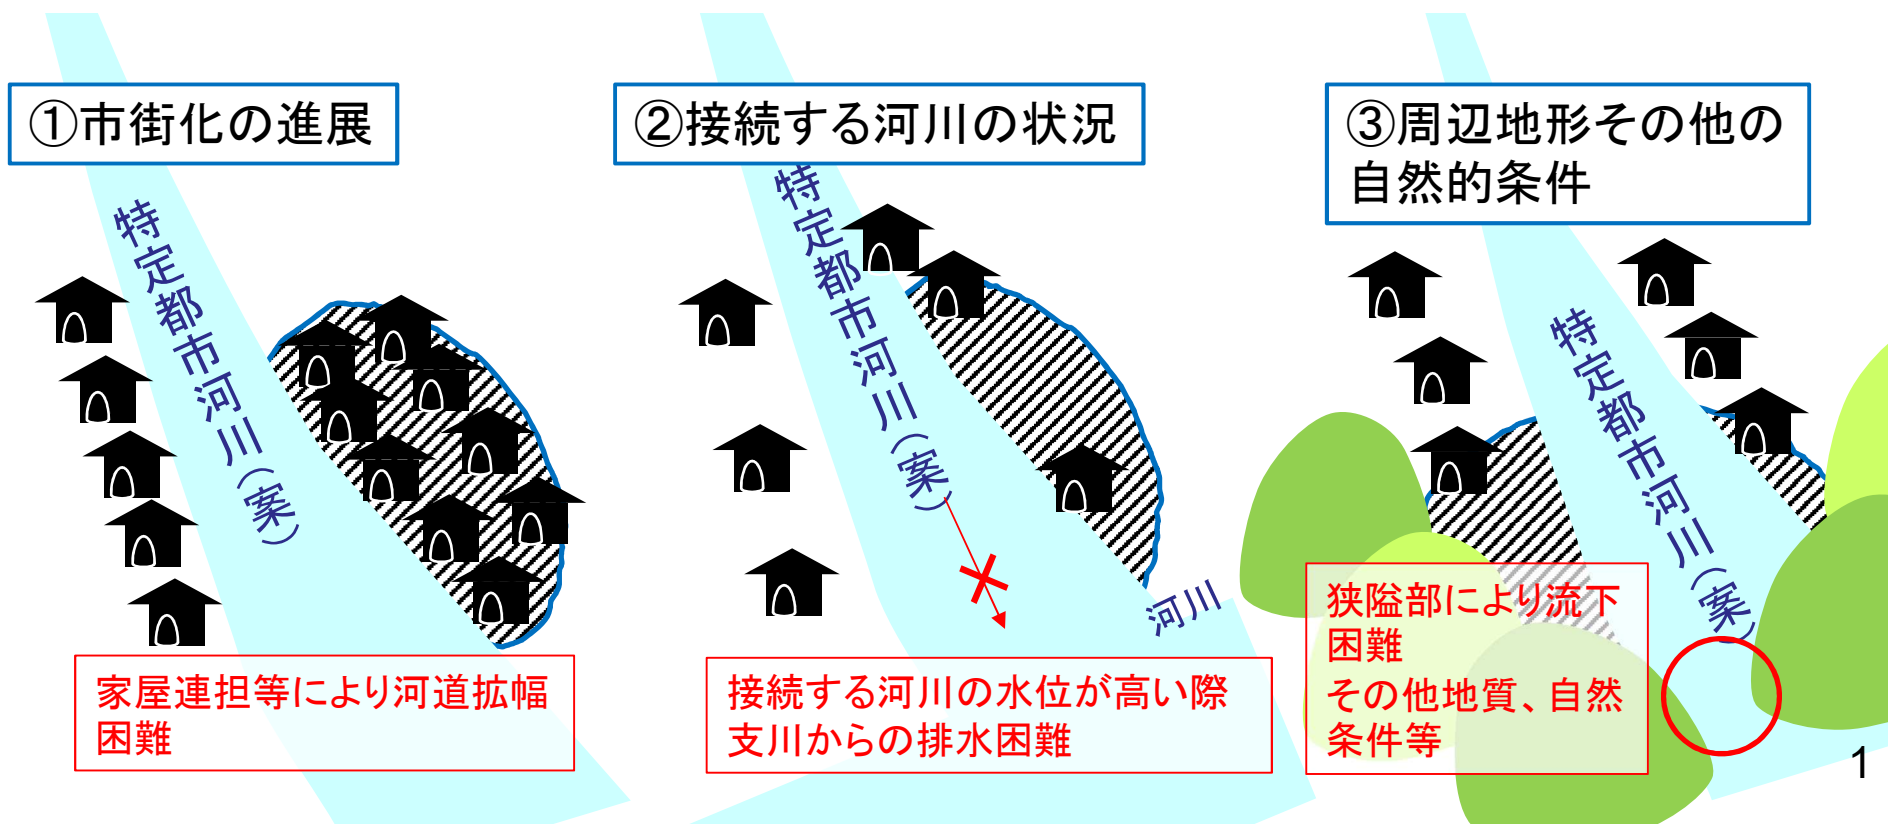 ①市街化の進展
特定都市河川(案)
家屋連担等により河道拡幅
困難
②接続する河川の状況
特定都市河川(案)
河川
接続する河川の水位が高い際
支川からの排水困難
③周辺地形その他の
自然的条件
特定都市河川(案)
狭隘部により流下
困難
その他地質、自然
条件等
1